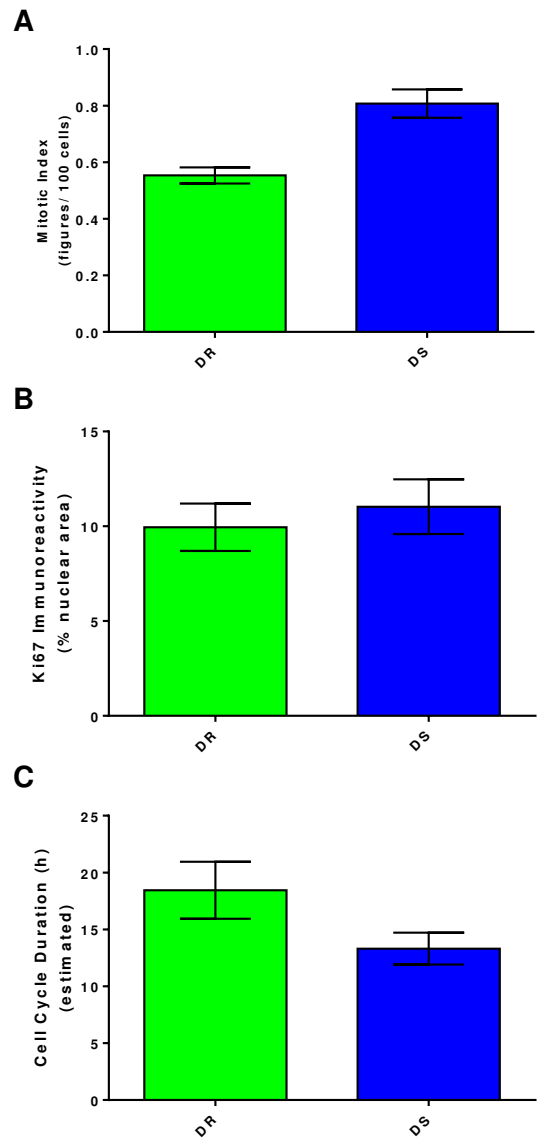 A
Mitotic Index
(figures/ 100 cells)
1.0
0.8
0.6
0.4
0.2
0.0
DR
DS
B
Ki67 Immunoreactivity
(% nuclear area)
15
10
5
0
DR
DS
C
Cell Cycle Duration (h)
(estimated)
25
20
15
10
5
0
DR
DS